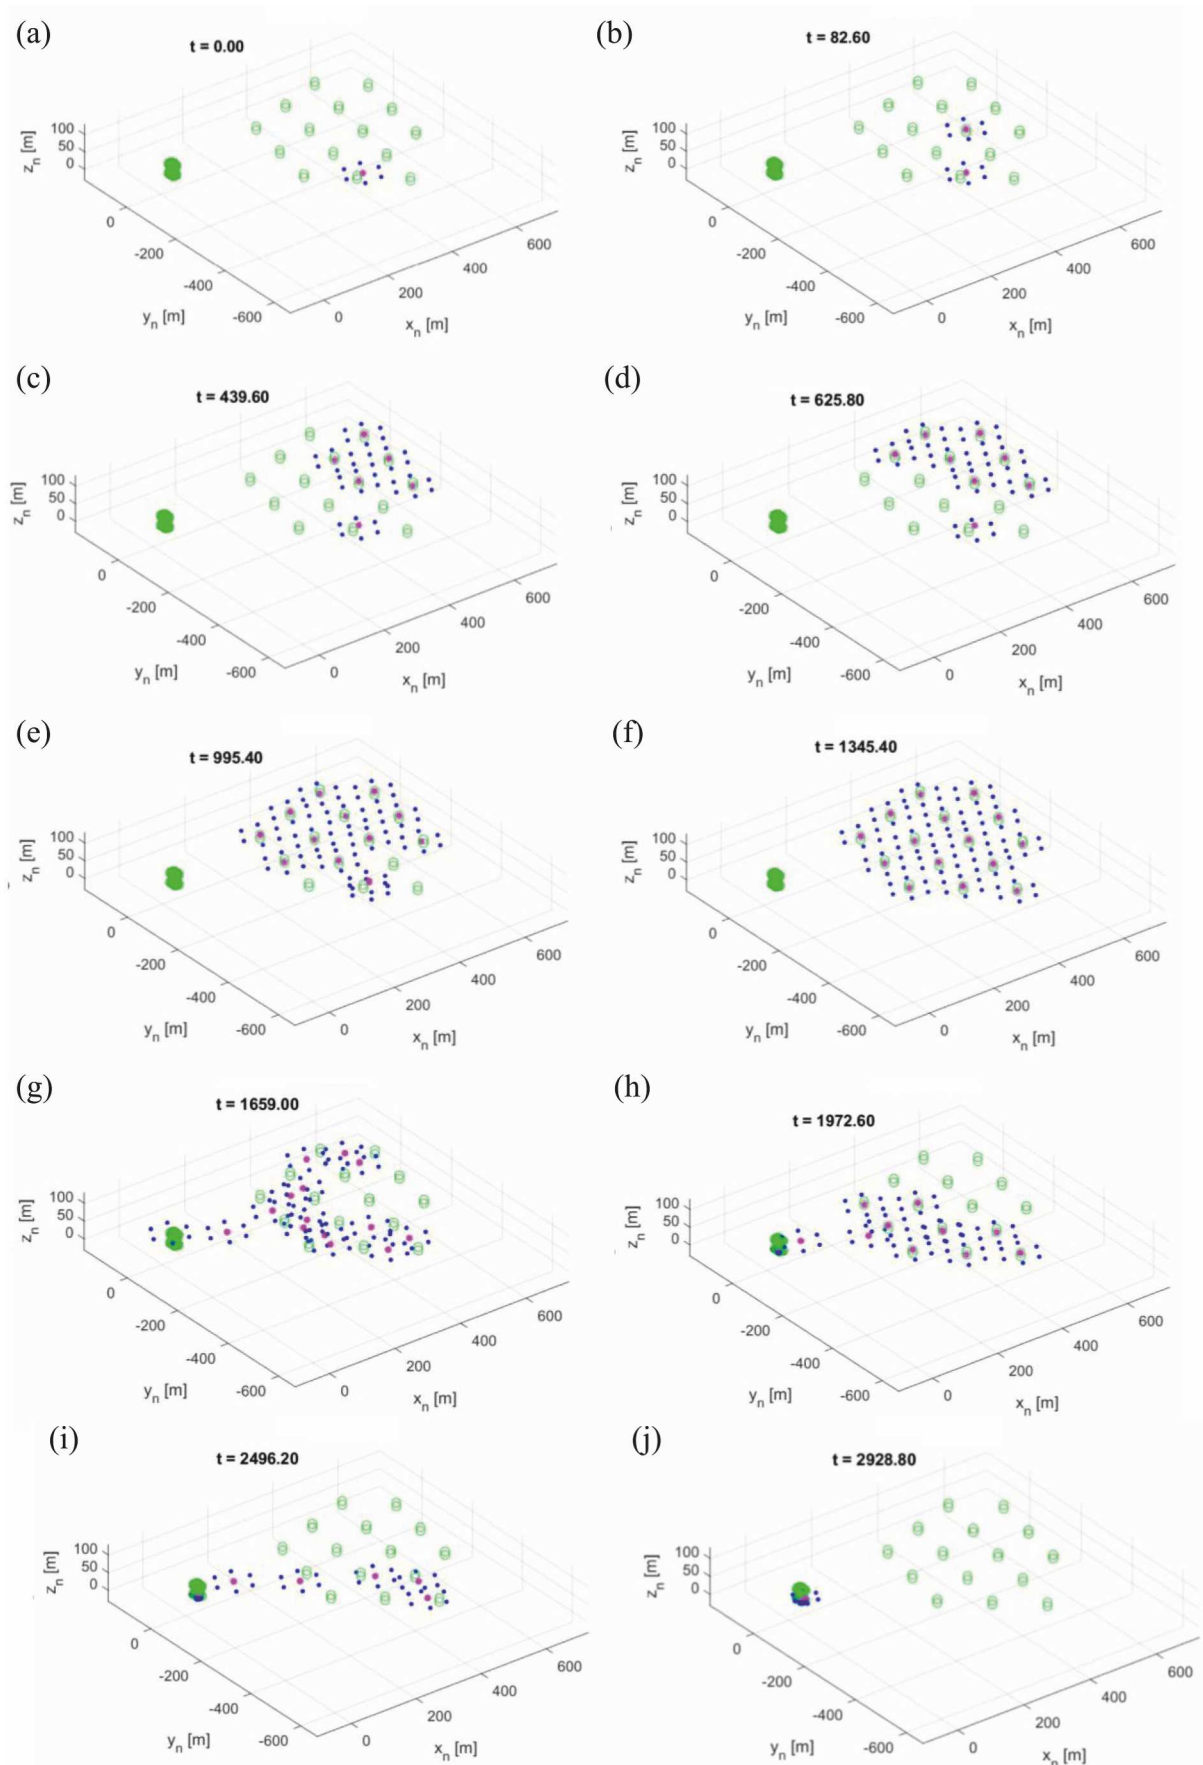 (a)
t = 0.00
100
50
0
z_n [m]
0
-200
-400
-600
y_n [m]
0
200
400
600
x_n [m]
(b)
t = 82.60
100
50
0
z_n [m]
0
-200
-400
-600
y_n [m]
0
200
400
600
x_n [m]
(c)
t = 439.60
100
50
0
z_n [m]
0
-200
-400
-600
y_n [m]
0
200
400
600
x_n [m]
(d)
t = 625.80
100
50
0
z_n [m]
0
-200
-400
-600
y_n [m]
0
200
400
600
x_n [m]
(e)
t = 995.40
100
50
0
z_n [m]
0
-200
-400
-600
y_n [m]
0
200
400
600
x_n [m]
(f)
t = 1345.40
100
50
0
z_n [m]
0
-200
-400
-600
y_n [m]
0
200
400
600
x_n [m]
(g)
t = 1659.00
100
50
0
z_n [m]
0
-200
-400
-600
y_n [m]
0
200
400
600
x_n [m]
(h)
t = 1972.60
100
50
0
z_n [m]
0
-200
-400
-600
y_n [m]
0
200
400
600
x_n [m]
(i)
t = 2496.20
100
50
0
z_n [m]
0
-200
-400
-600
y_n [m]
0
200
400
600
x_n [m]
(j)
t = 2928.80
100
50
0
z_n [m]
0
-200
-400
-600
y_n [m]
0
200
400
600
x_n [m]